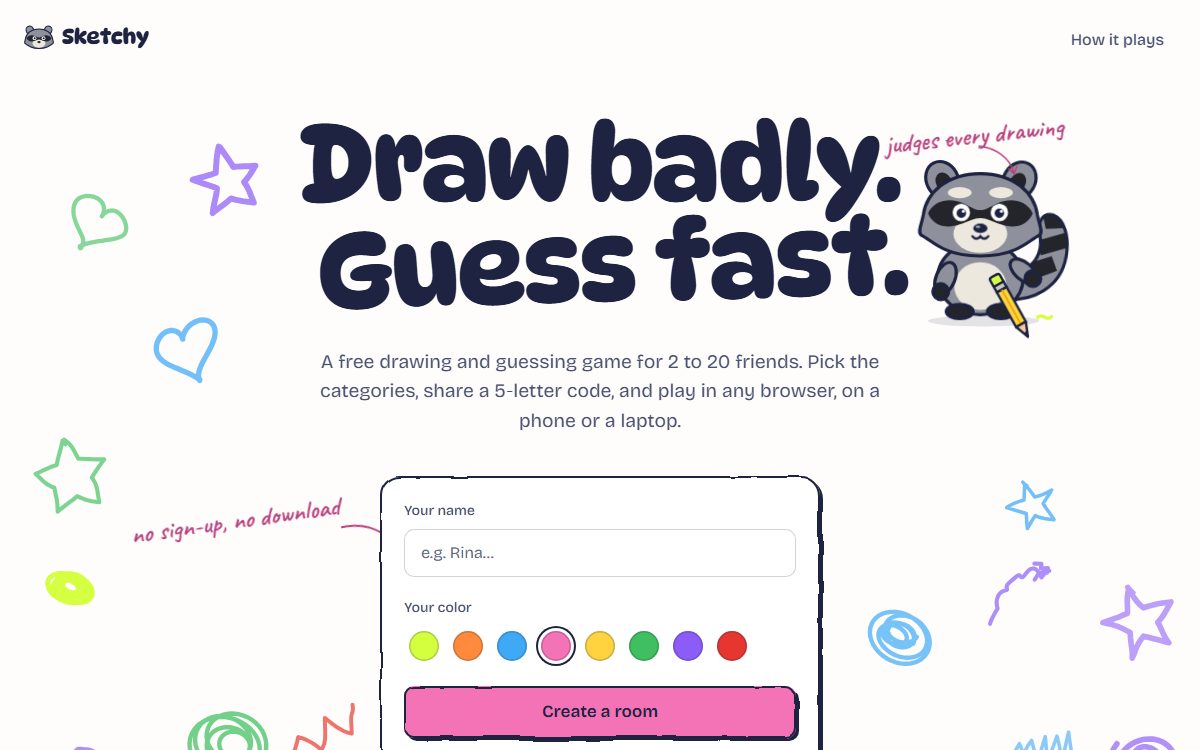 Sketchy
How it plays
Draw badly.
judges every drawing
Guess fast.
A free drawing and guessing game for 2 to 20 friends. Pick the
categories, share a 5-letter code, and play in any browser, on a
phone or a laptop.
no sign-up, no download
Your name
e.g. Rina...
Your color
Create a room